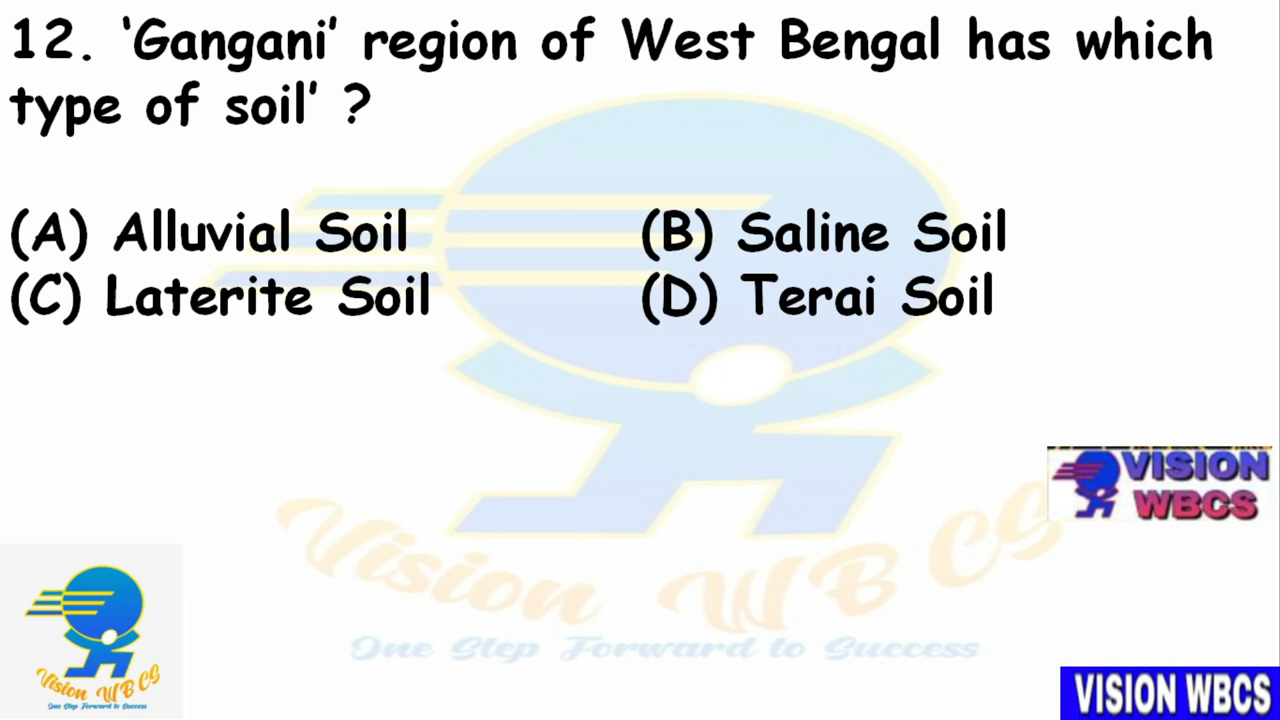 12. ‘Gangani’ region of West Bengal has which
type of soil’ ?
(A) Alluvial Soil (B) Saline Soil
(C) Laterite Soil (D) Terai Soil
Vision WBCS
One Step Forward to Success
VISION
WBCS
Vision WBCS
One Step Forward to Success
VISION WBCS